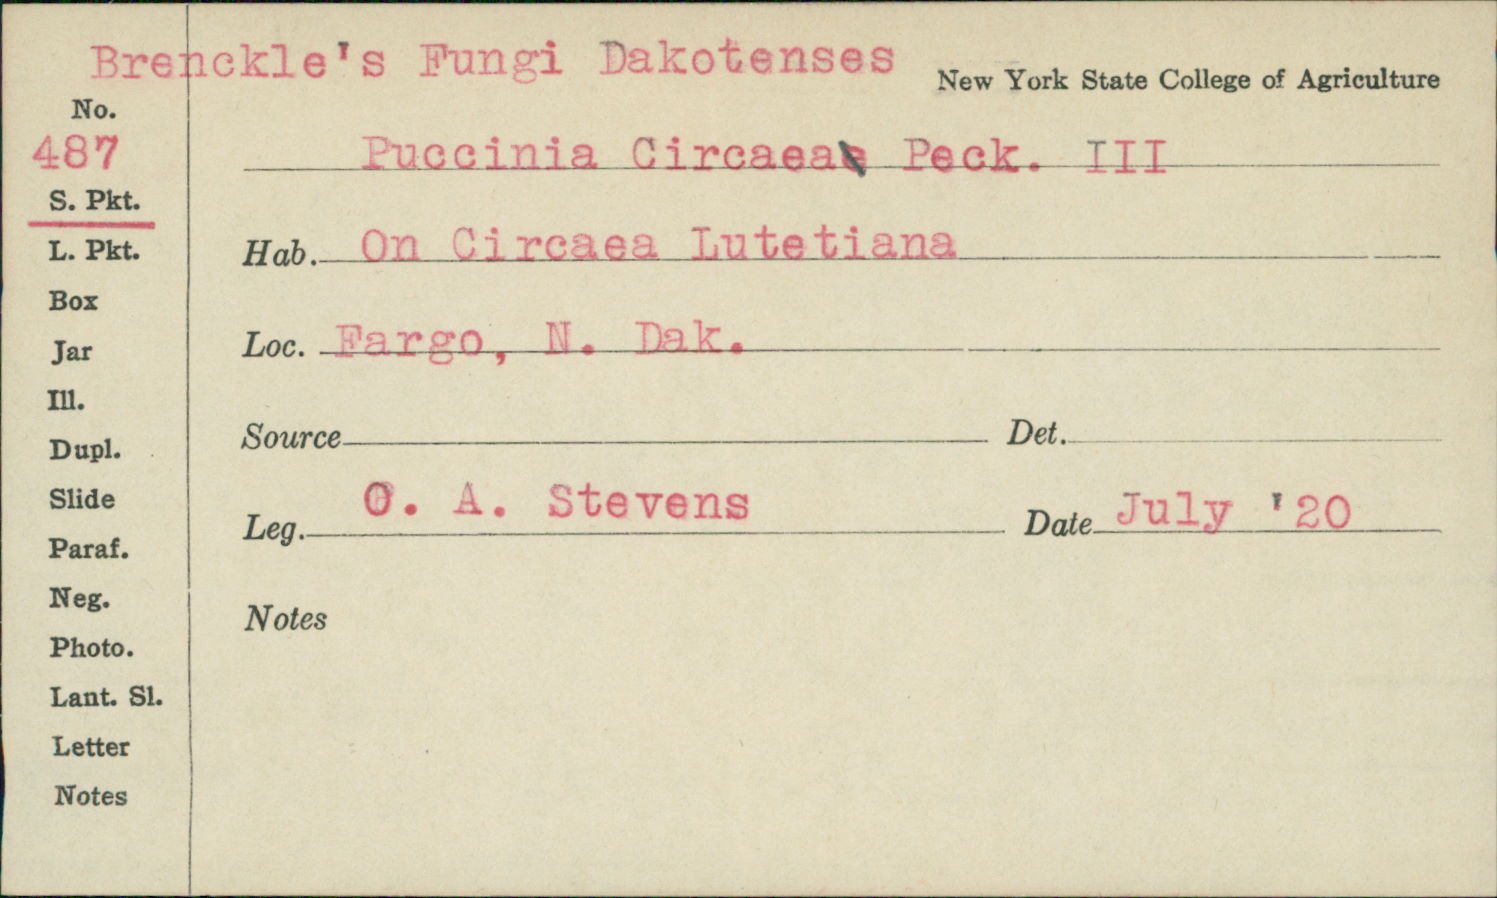 Brenckle's Fungi Dakotenses
New York State College of Agriculture
No.
487
Puccinia Circaea Peck. III
S. Pkt.
L. Pkt.
Hab. On Circaea Lutetiana
Box
Jar
Loc. Fargo, N. Dak.
Ill.
Dupl.
Source Det.
Slide
Leg. O. A. Stevens Date July '20
Paraf.
Neg.
Notes
Photo.
Lant. Sl.
Letter
Notes